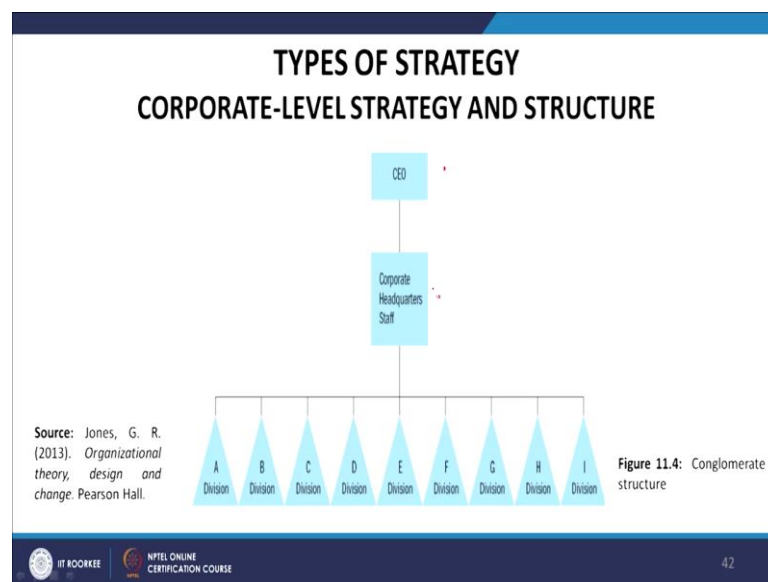 TYPES OF STRATEGY
CORPORATE-LEVEL STRATEGY AND STRUCTURE
CEO
Corporate
Headquarters
Staff
A
Division
B
Division
C
Division
D
Division
E
Division
F
Division
G
Division
H
Division
I
Division
Source: Jones, G. R.
(2013). Organizational
theory, design and
change. Pearson Hall.
Figure 11.4: Conglomerate
structure
IIT ROORKEE
NPTEL ONLINE
CERTIFICATION COURSE
42